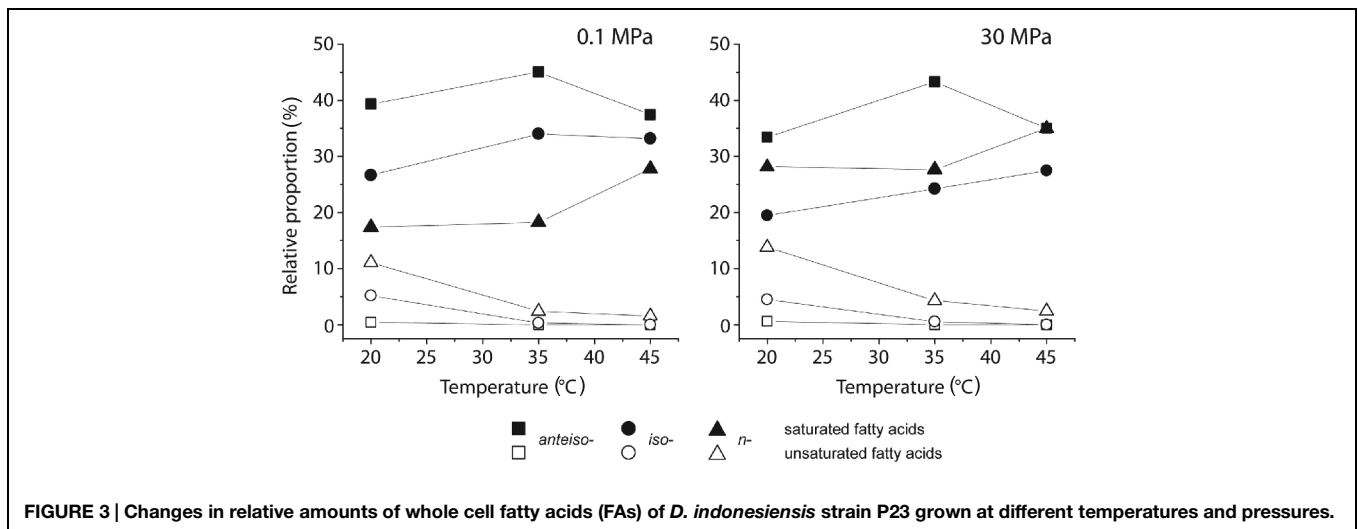 0.1 MPa
50
40
30
20
10
0
Relative proportion (%)
20 25 30 35 40 45
Temperature (°C)
30 MPa
50
40
30
20
10
0
20 25 30 35 40 45
Temperature (°C)
anteiso- iso- n- saturated fatty acids
unsaturated fatty acids
FIGURE 3 | Changes in relative amounts of whole cell fatty acids (FAs) of D. indonesiensis strain P23 grown at different temperatures and pressures.